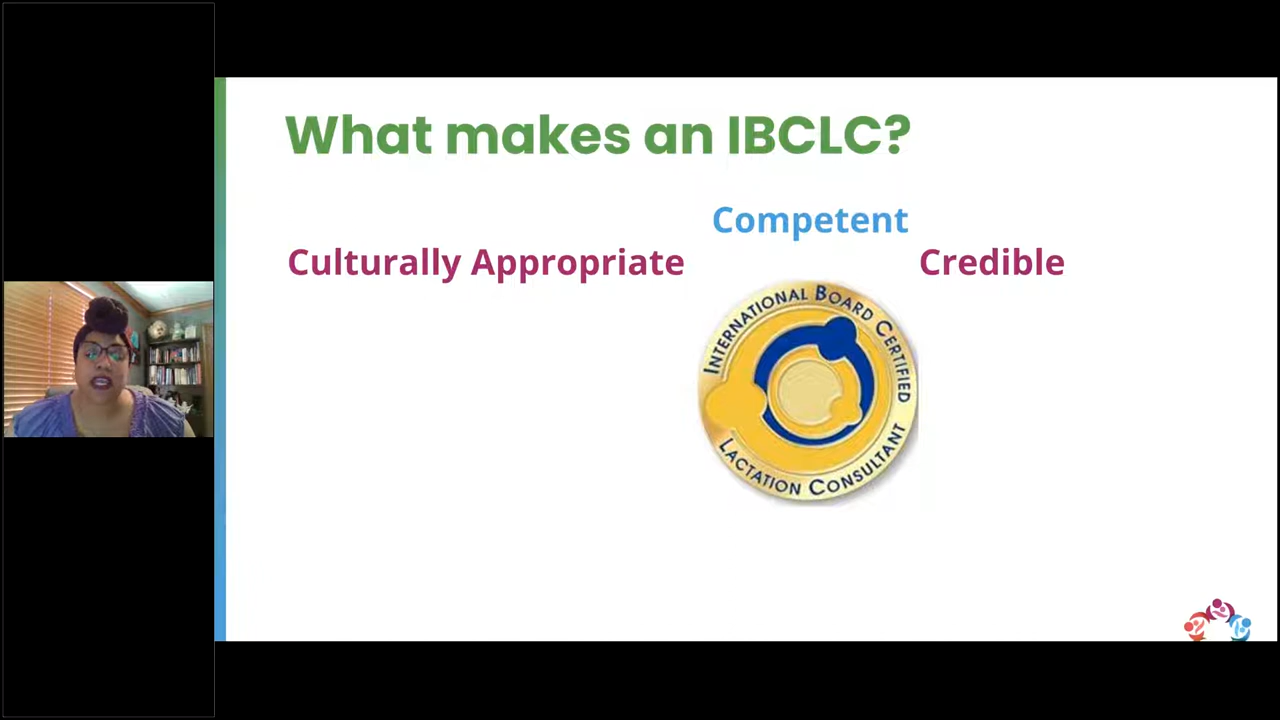 What makes an IBCLC?
Competent
Culturally Appropriate
Credible
INTERNATIONAL BOARD CERTIFIED
LACTATION CONSULTANT